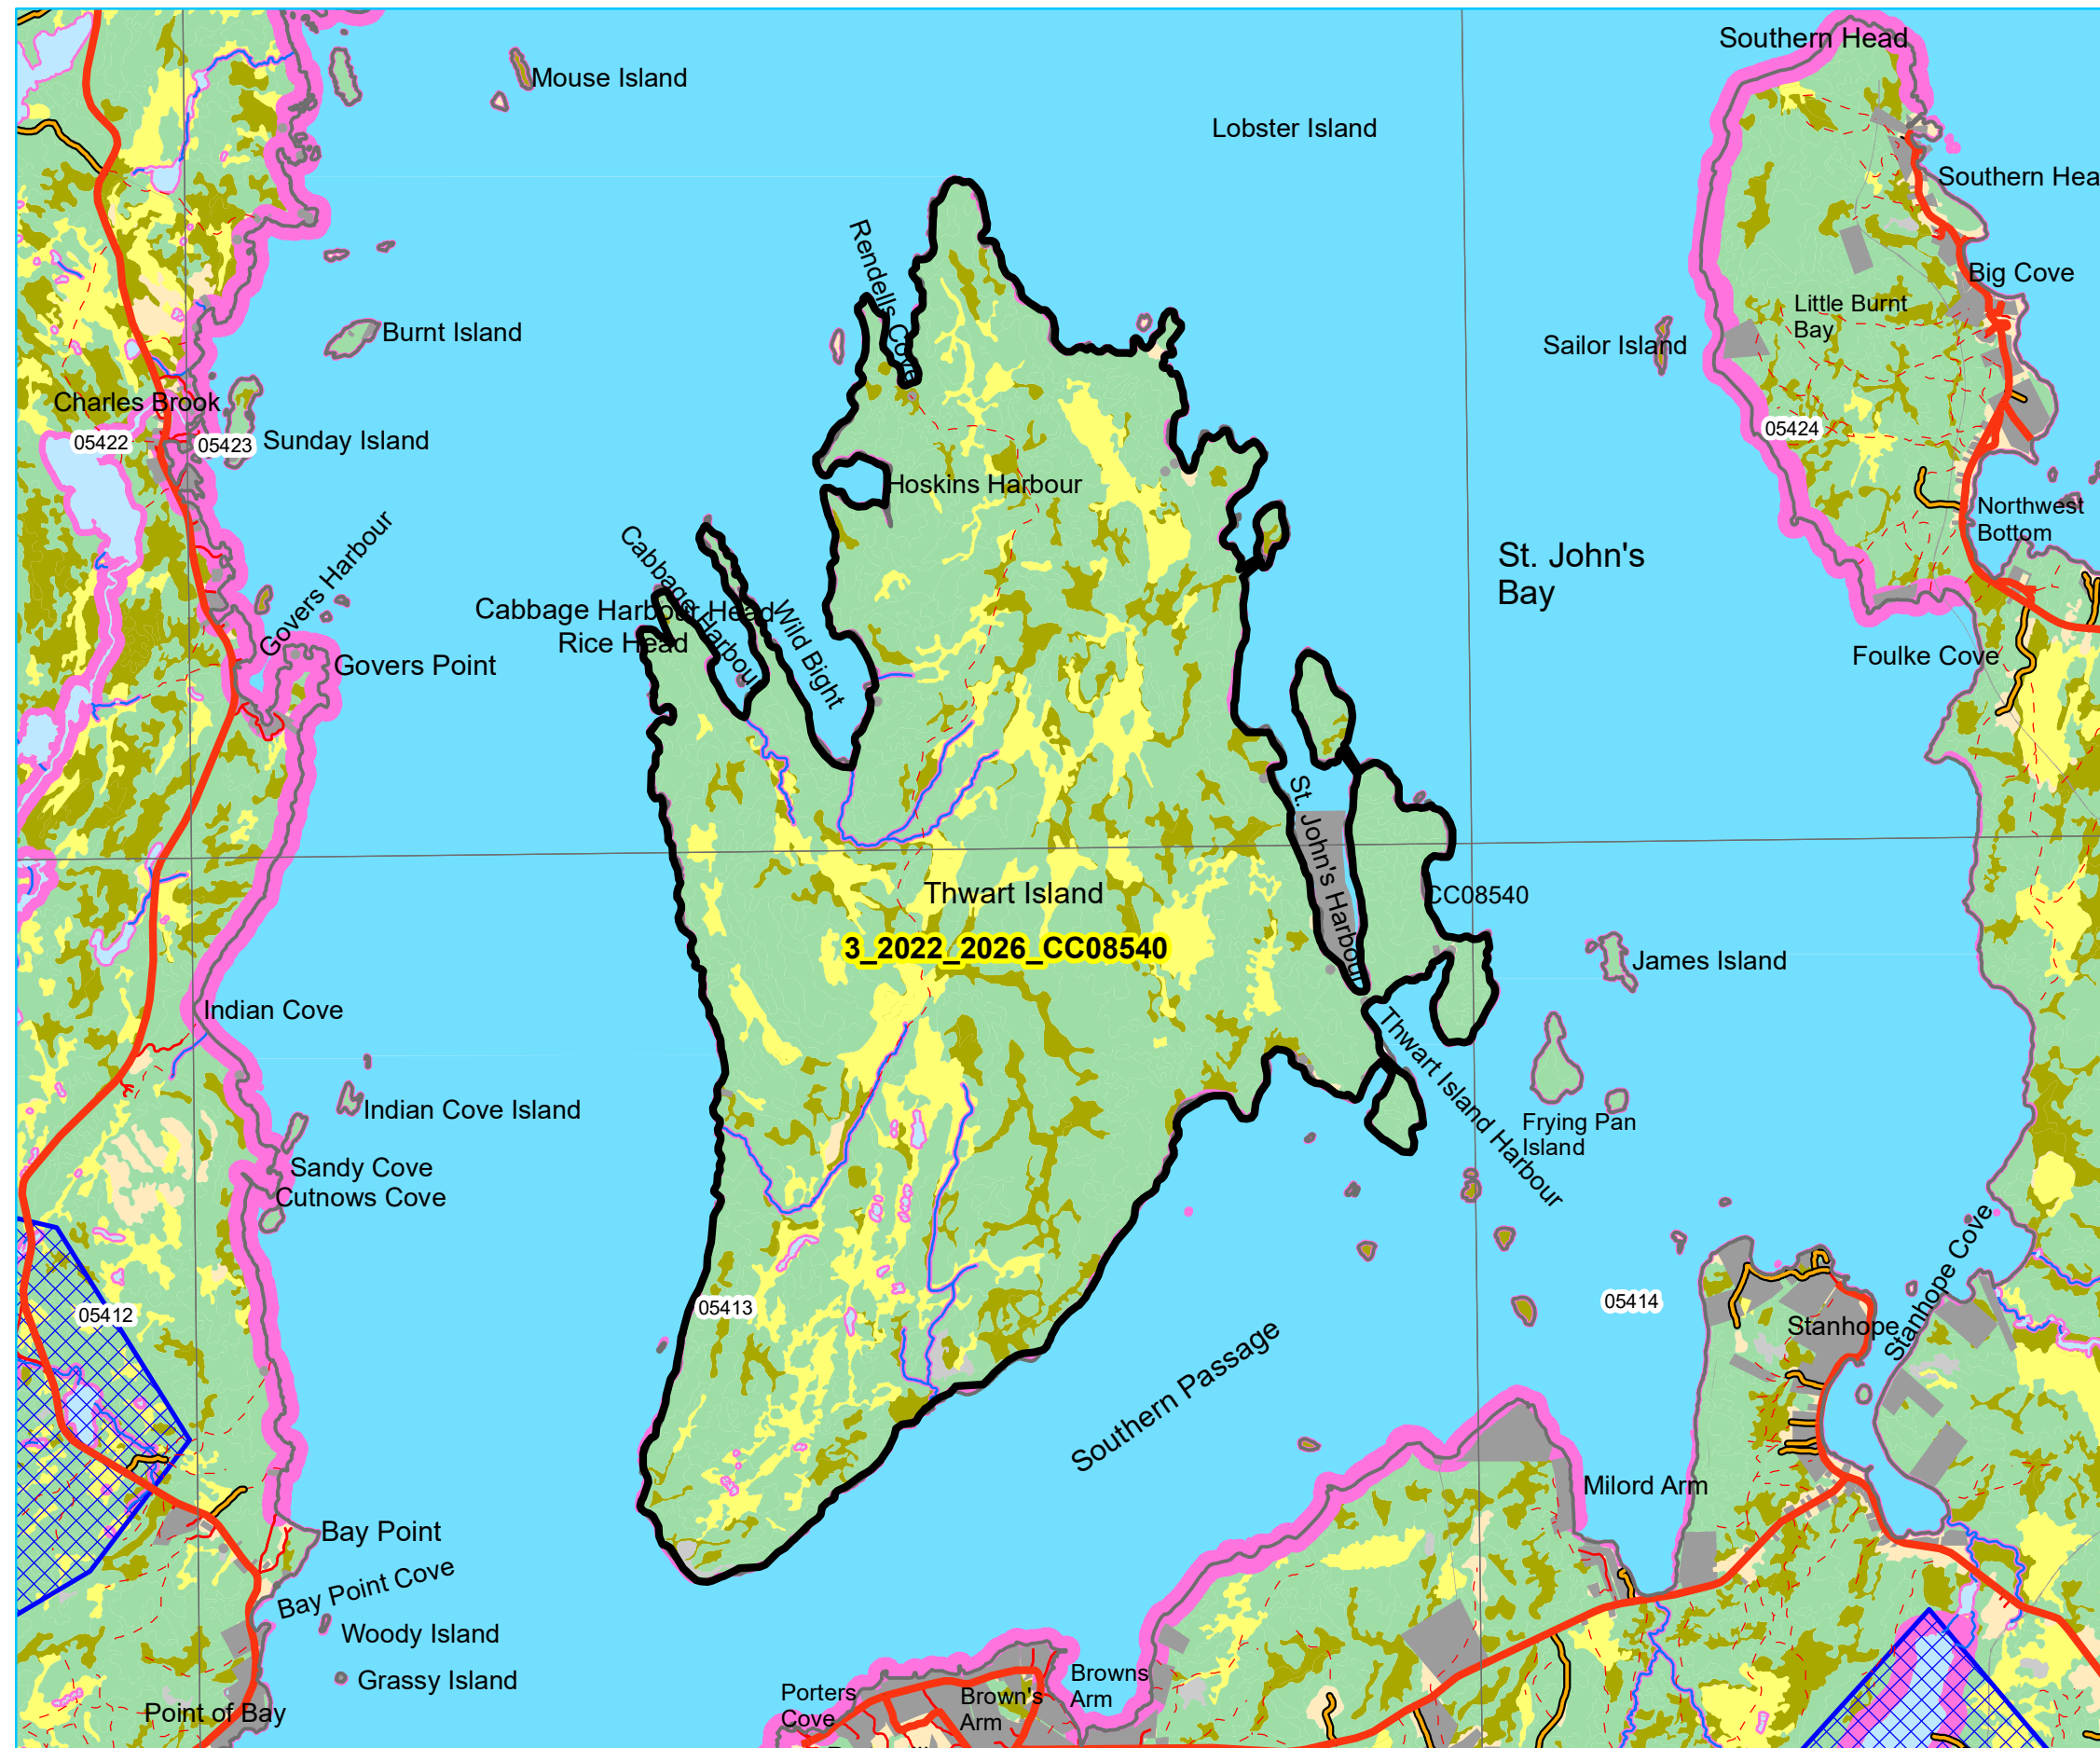 Southern Head
Mouse Island
Lobster Island
Southern Hea
Rendells Cove
Big Cove
Little Burnt
Bay
Burnt Island
Sailor Island
Charles Brook
05422
05423
Sunday Island
05424
Hoskins Harbour
Northwest
Bottom
St. John's
Bay
Govers Harbour
Cabbage Harbour
Cabbage Harbour Head
Rice Head
Wild Bight
Govers Point
Foulke Cove
St. John's Harbour
Thwart Island
CC08540
3_2022_2026_CC08540
James Island
Indian Cove
Thwart Island Harbour
Indian Cove Island
Frying Pan
Island
Sandy Cove
Cutnows Cove
Stanhope Cove
05412
05413
05414
Stanhope
Southern Passage
Milord Arm
Bay Point
Bay Point Cove
Woody Island
Grassy Island
Browns
Arm
Porters
Cove
Brown's
Arm
Point of Bay